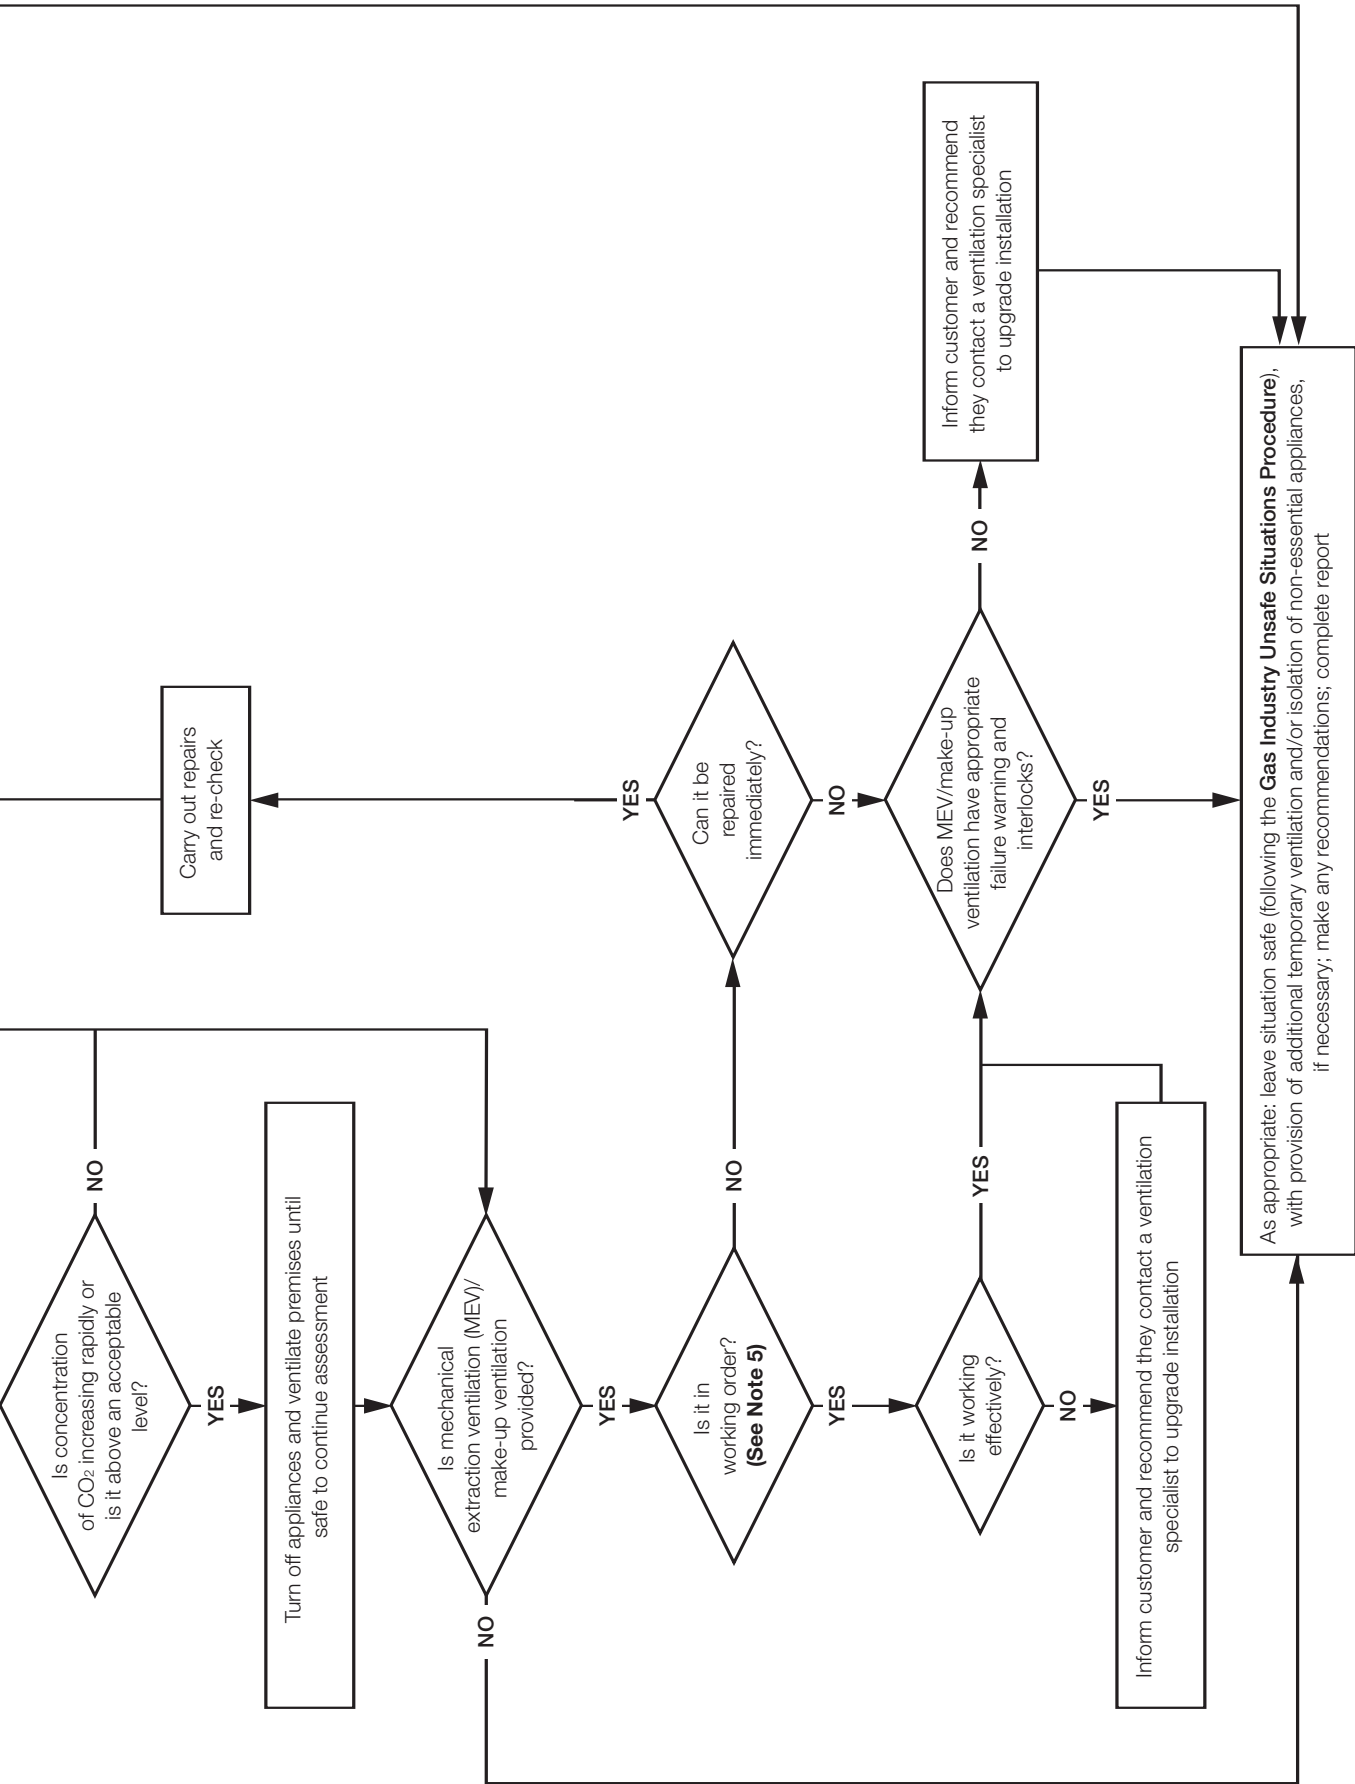 Is concentration
of CO₂ increasing rapidly or
is it above an acceptable
level?
NO
YES
Turn off appliances and ventilate premises until
safe to continue assessment
Is mechanical
extraction ventilation (MEV)/
make-up ventilation
provided?
NO
YES
Is it in
working order?
(See Note 5)
NO
YES
Can it be
repaired
immediately?
YES
NO
Carry out repairs
and re-check
Is it working
effectively?
YES
NO
Inform customer and recommend they contact a ventilation
specialist to upgrade installation
Does MEV/make-up
ventilation have appropriate
failure warning and
interlocks?
NO
YES
Inform customer and recommend
they contact a ventilation specialist
to upgrade installation
As appropriate: leave situation safe (following the Gas Industry Unsafe Situations Procedure),
with provision of additional temporary ventilation and/or isolation of non-essential appliances,
if necessary; make any recommendations; complete report